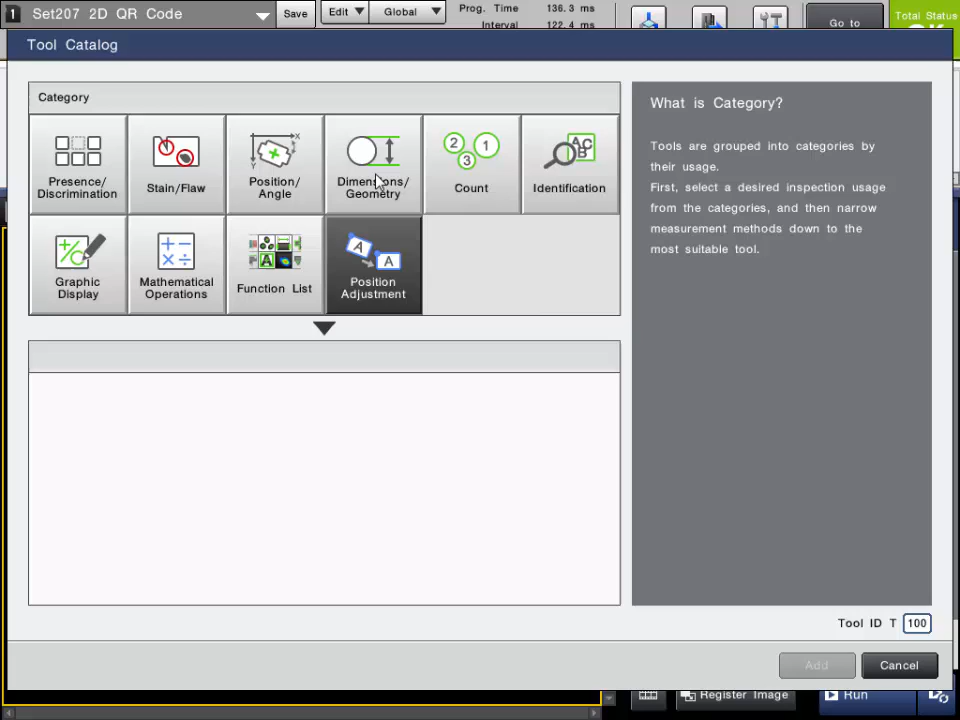 1 Set207 2D QR Code Save Edit Global Prog. Time 136.3 ms
Interval 122.4 ms
Go to
Total Status
Tool Catalog
Category
Presence/
Discrimination
Stain/Flaw
Position/
Angle
Dimensions/
Geometry
Count
Identification
Graphic
Display
Mathematical
Operations
Function List
Position
Adjustment
What is Category?
Tools are grouped into categories by
their usage.
First, select a desired inspection usage
from the categories, and then narrow
measurement methods down to the
most suitable tool.
Tool ID T 100
Add Cancel
Register Image Run